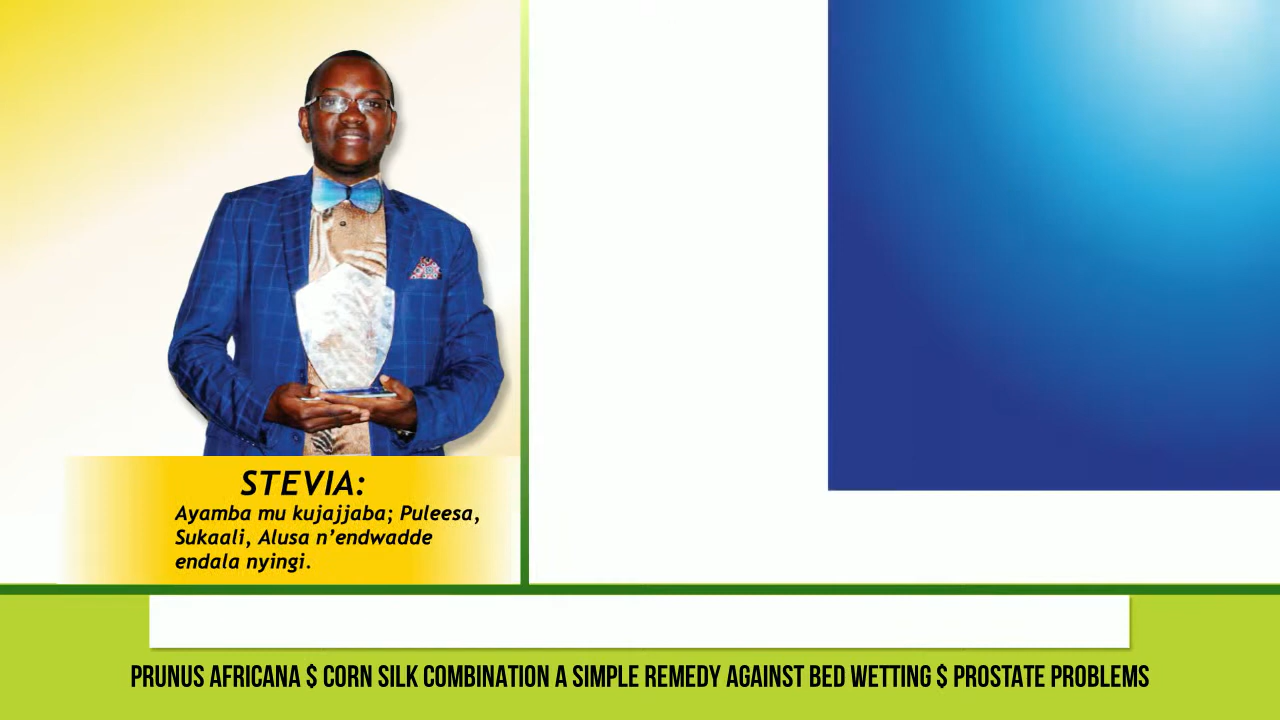 STEVIA:
Ayamba mu kujajjaba; Puleesa,
Sukaali, Alusa n’endwadde
endala nyingi.
PRUNUS AFRICANA $ CORN SILK COMBINATION A SIMPLE REMEDY AGAINST BED WETTING $ PROSTATE PROBLEMS